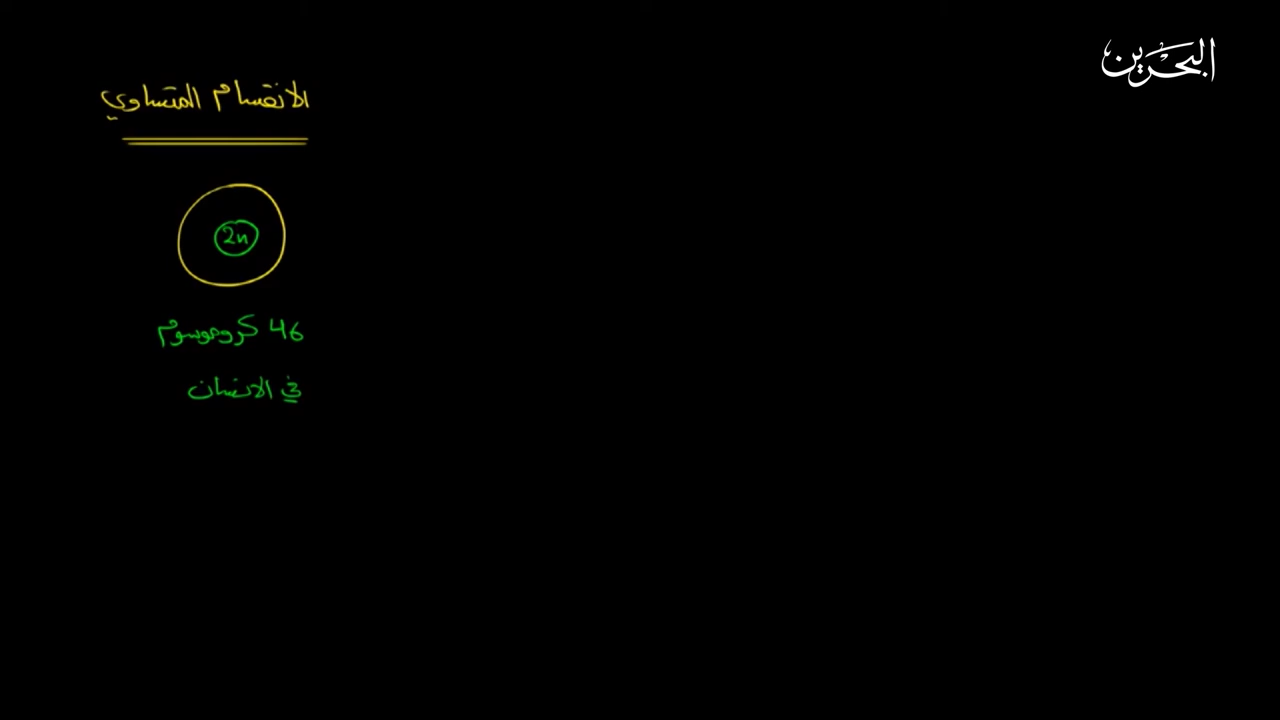 البحرين
الانقسام المتساوي
2n
46 كروموسوم
في الانسان